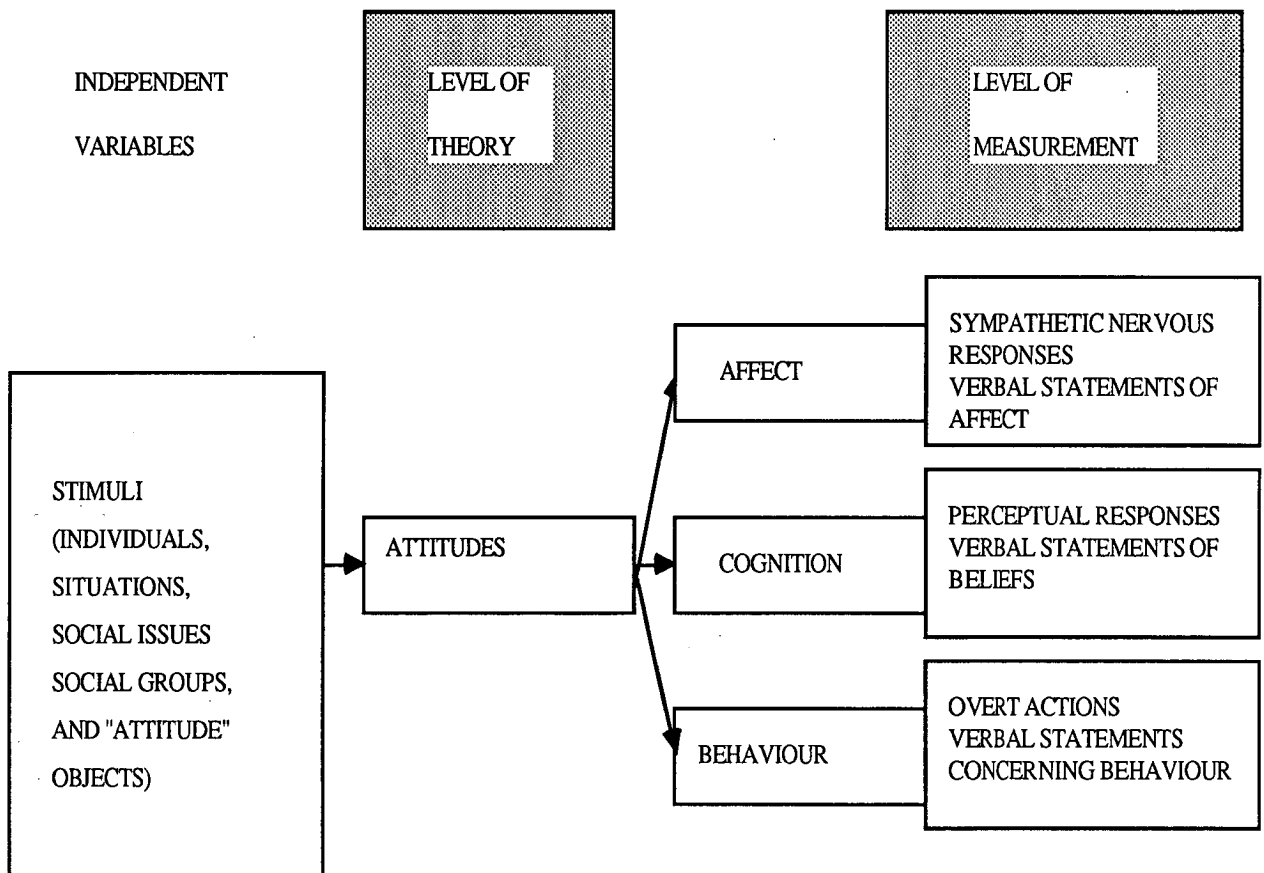 INDEPENDENT
VARIABLES
LEVEL OF
THEORY
LEVEL OF
MEASUREMENT
STIMULI
(INDIVIDUALS,
SITUATIONS,
SOCIAL ISSUES
SOCIAL GROUPS,
AND "ATTITUDE"
OBJECTS)
ATTITUDES
AFFECT
SYMPATHETIC NERVOUS
RESPONSES
VERBAL STATEMENTS OF
AFFECT
COGNITION
PERCEPTUAL RESPONSES
VERBAL STATEMENTS OF
BELIEFS
BEHAVIOUR
OVERT ACTIONS
VERBAL STATEMENTS
CONCERNING BEHAVIOUR